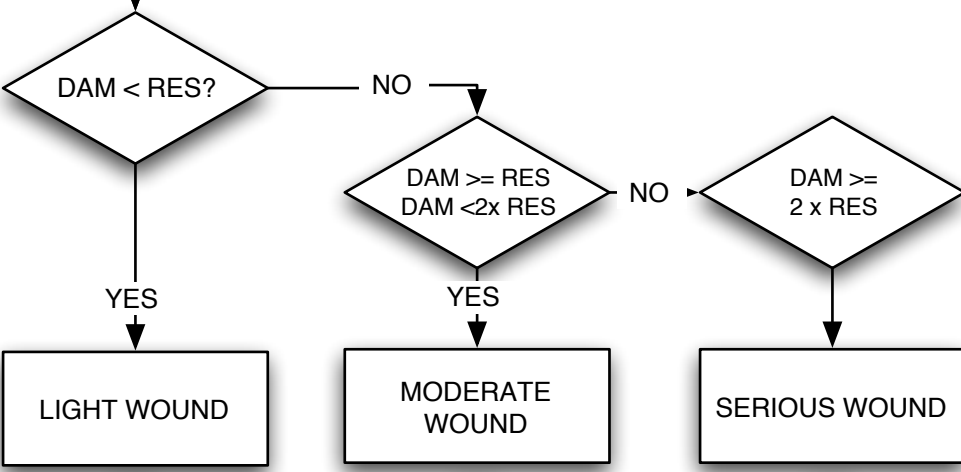 DAM < RES?
NO
DAM >= RES
DAM <2x RES
NO
DAM >=
2 x RES
YES
YES
LIGHT WOUND
MODERATE
WOUND
SERIOUS WOUND